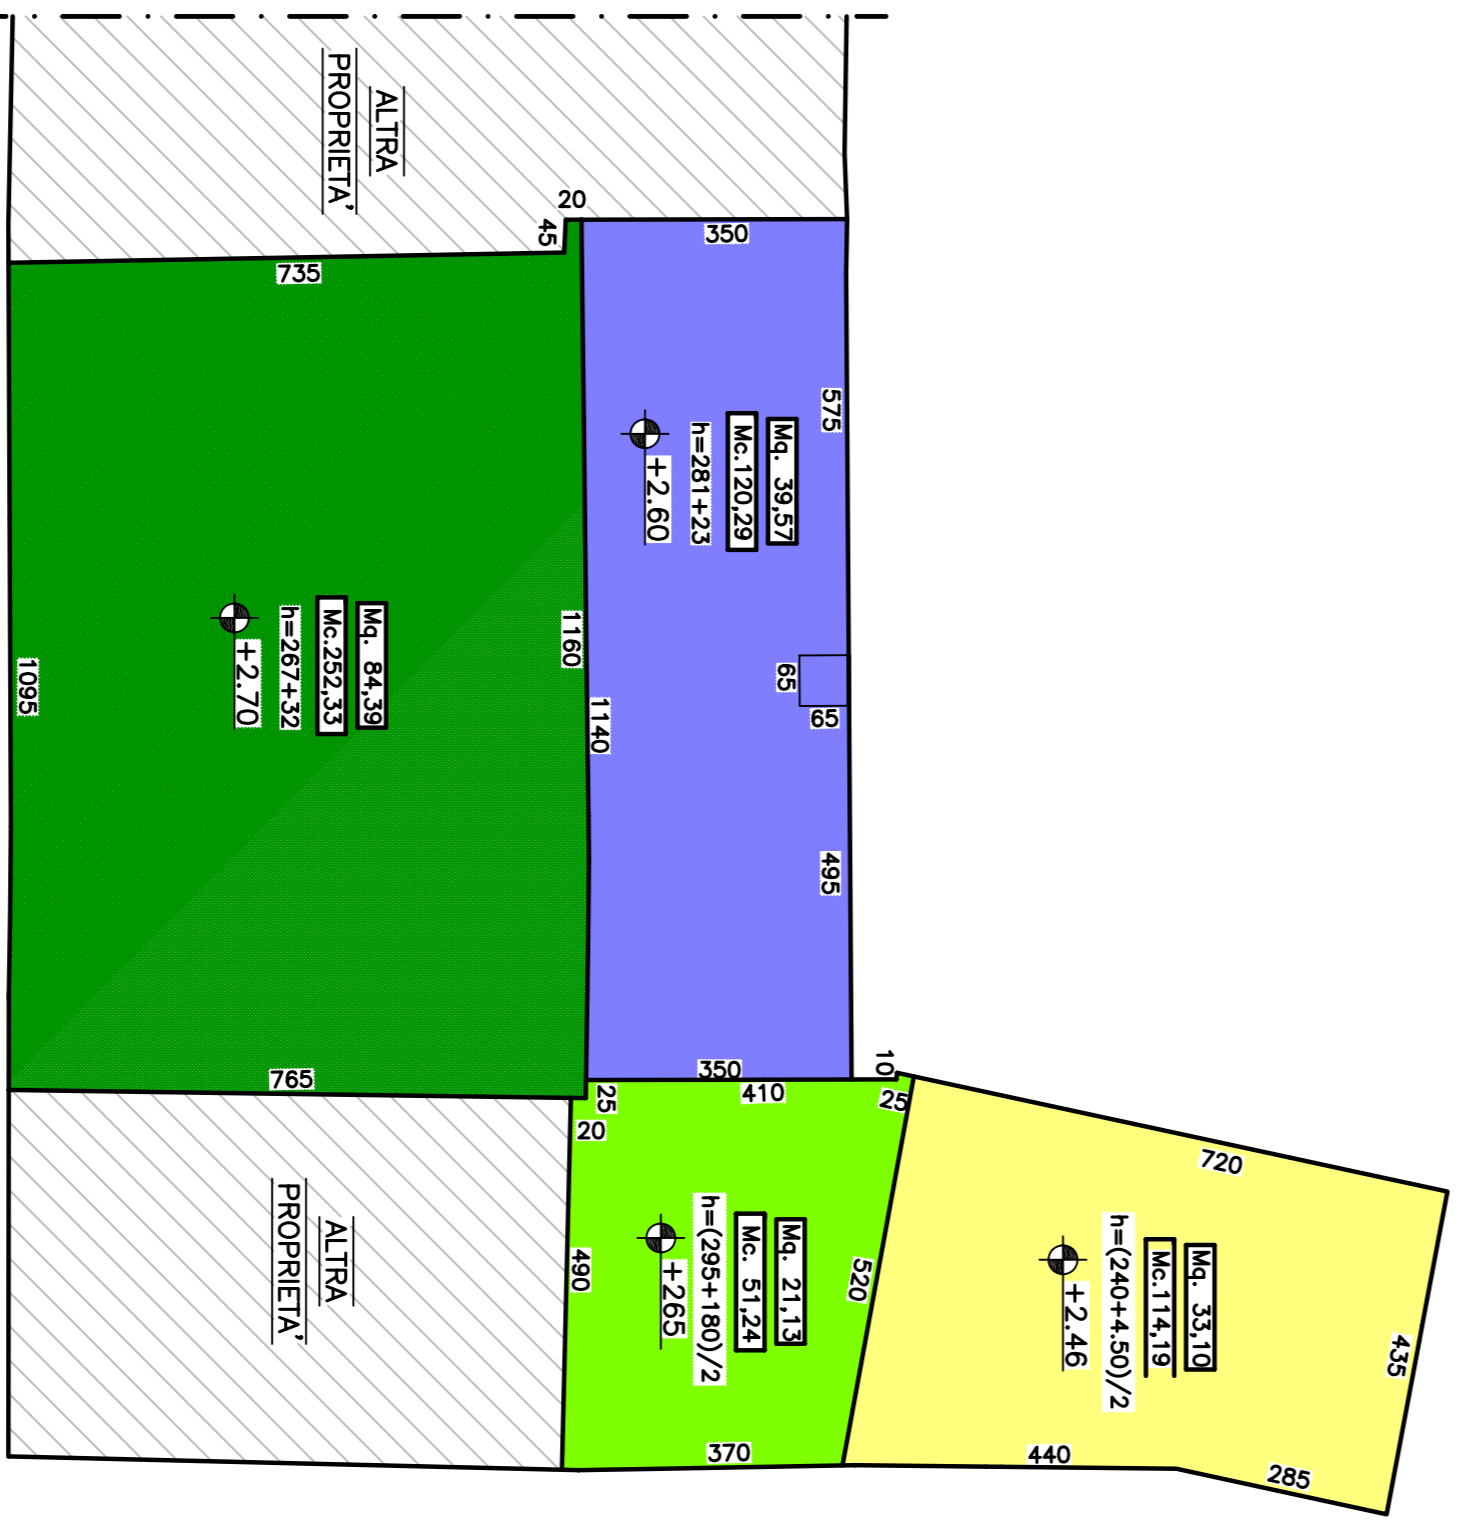 ALTRA
PROPRIETA'
20
45
350
735
575
Mq. 39,57
Mc.120,29
h=281+23
+2.60
65
65
1160
1140
Mq. 84,39
Mc.252,33
h=267+32
+2.70
1095
495
765
350
410
10
25
25
20
720
Mq. 21,13
Mc. 51,24
h=(295+180)/2
+265
490
520
370
Mq. 33,10
Mc.114,19
h=(240+4.50)/2
+2.46
435
440
285
ALTRA
PROPRIETA'